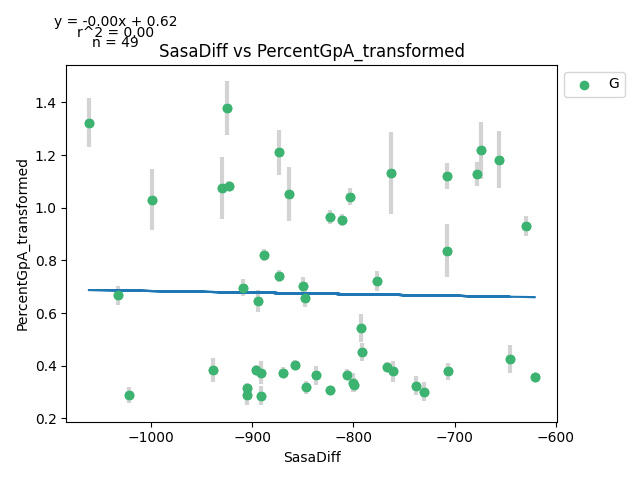 y = -0.00x + 0.62
r^2 = 0.00
n = 49
SasaDiff vs PercentGpA_transformed
G
PercentGpA_transformed
1.4
1.2
1.0
0.8
0.6
0.4
0.2
−1000
−900
−800
−700
−600
SasaDiff